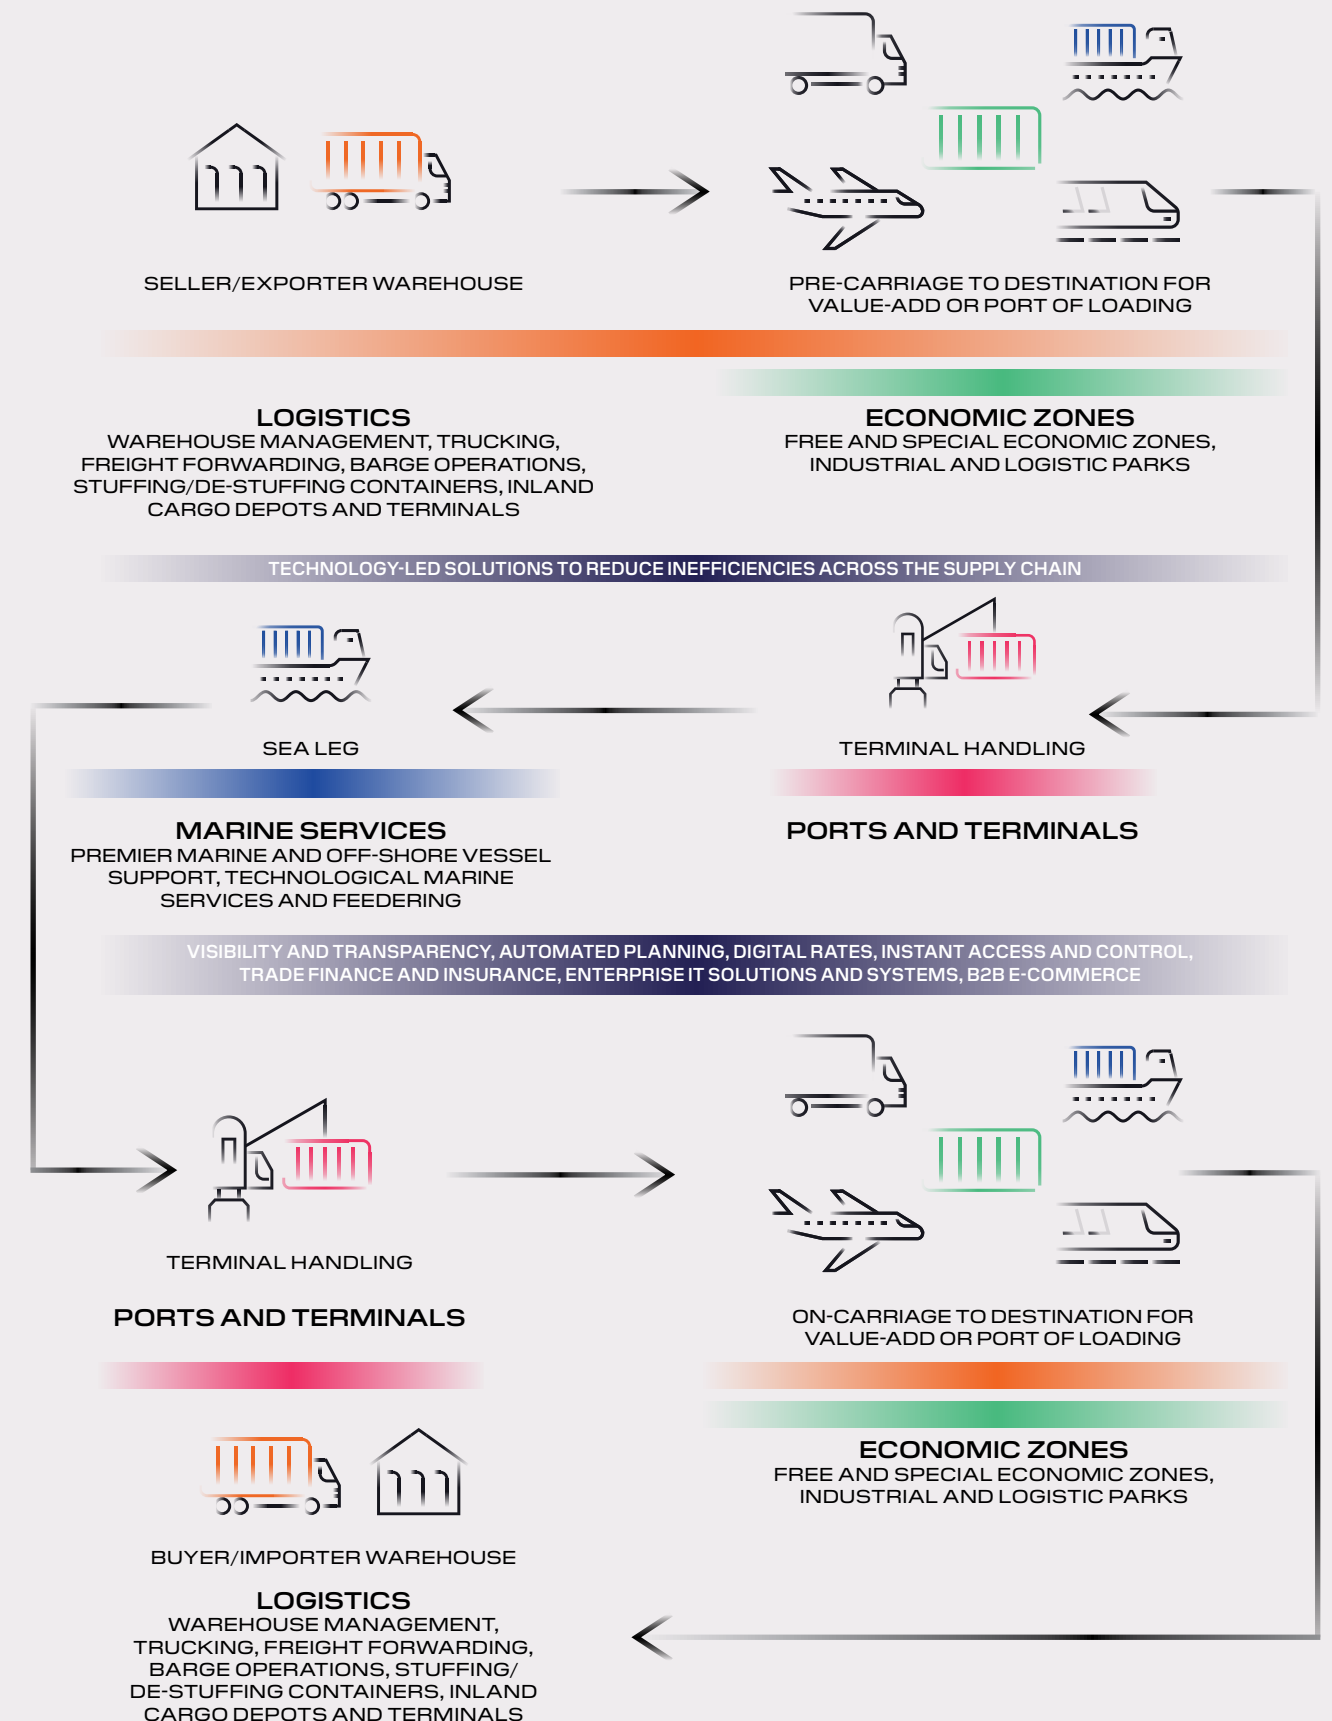 SELLER/EXPORTER WAREHOUSE
PRE-CARRIAGE TO DESTINATION FOR
VALUE-ADD OR PORT OF LOADING
LOGISTICS
WAREHOUSE MANAGEMENT, TRUCKING,
FREIGHT FORWARDING, BARGE OPERATIONS,
STUFFING/DE-STUFFING CONTAINERS, INLAND
CARGO DEPOTS AND TERMINALS
ECONOMIC ZONES
FREE AND SPECIAL ECONOMIC ZONES,
INDUSTRIAL AND LOGISTIC PARKS
TECHNOLOGY-LED SOLUTIONS TO REDUCE INEFFICIENCIES ACROSS THE SUPPLY CHAIN
TERMINAL HANDLING
PORTS AND TERMINALS
SEA LEG
MARINE SERVICES
PREMIER MARINE AND OFF-SHORE VESSEL
SUPPORT, TECHNOLOGICAL MARINE
SERVICES AND FEEDERING
VISIBILITY AND TRANSPARENCY, AUTOMATED PLANNING, DIGITAL RATES, INSTANT ACCESS AND CONTROL,
TRADE FINANCE AND INSURANCE, ENTERPRISE IT SOLUTIONS AND SYSTEMS, B2B E-COMMERCE
TERMINAL HANDLING
PORTS AND TERMINALS
ON-CARRIAGE TO DESTINATION FOR
VALUE-ADD OR PORT OF LOADING
ECONOMIC ZONES
FREE AND SPECIAL ECONOMIC ZONES,
INDUSTRIAL AND LOGISTIC PARKS
BUYER/IMPORTER WAREHOUSE
LOGISTICS
WAREHOUSE MANAGEMENT,
TRUCKING, FREIGHT FORWARDING,
BARGE OPERATIONS, STUFFING/
DE-STUFFING CONTAINERS, INLAND
CARGO DEPOTS AND TERMINALS